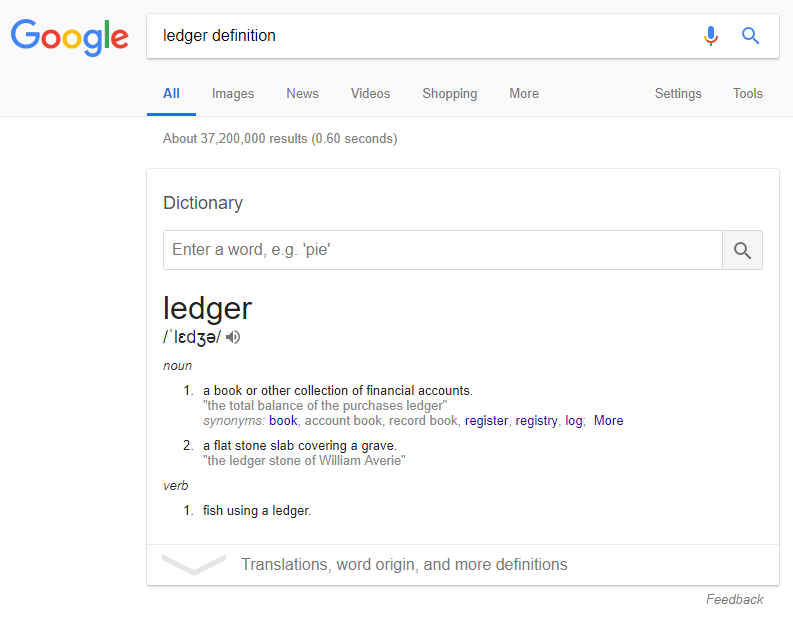 Google
ledger definition
All Images News Videos Shopping More Settings Tools
About 37,200,000 results (0.60 seconds)
Dictionary
Enter a word, e.g. 'pie'
ledger
/ˈlɛdʒə/
noun
1. a book or other collection of financial accounts.
"the total balance of the purchases ledger"
synonyms: book, account book, record book, register, registry, log; More
2. a flat stone slab covering a grave.
"the ledger stone of William Averie"
verb
1. fish using a ledger.
Translations, word origin, and more definitions
Feedback